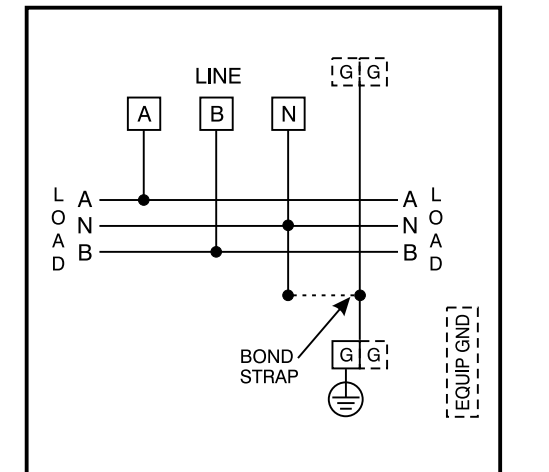 G G
LINE
A B N
L O A D
A A
N N
B B
L O A D
BOND
STRAP
G G
EQUIP GND